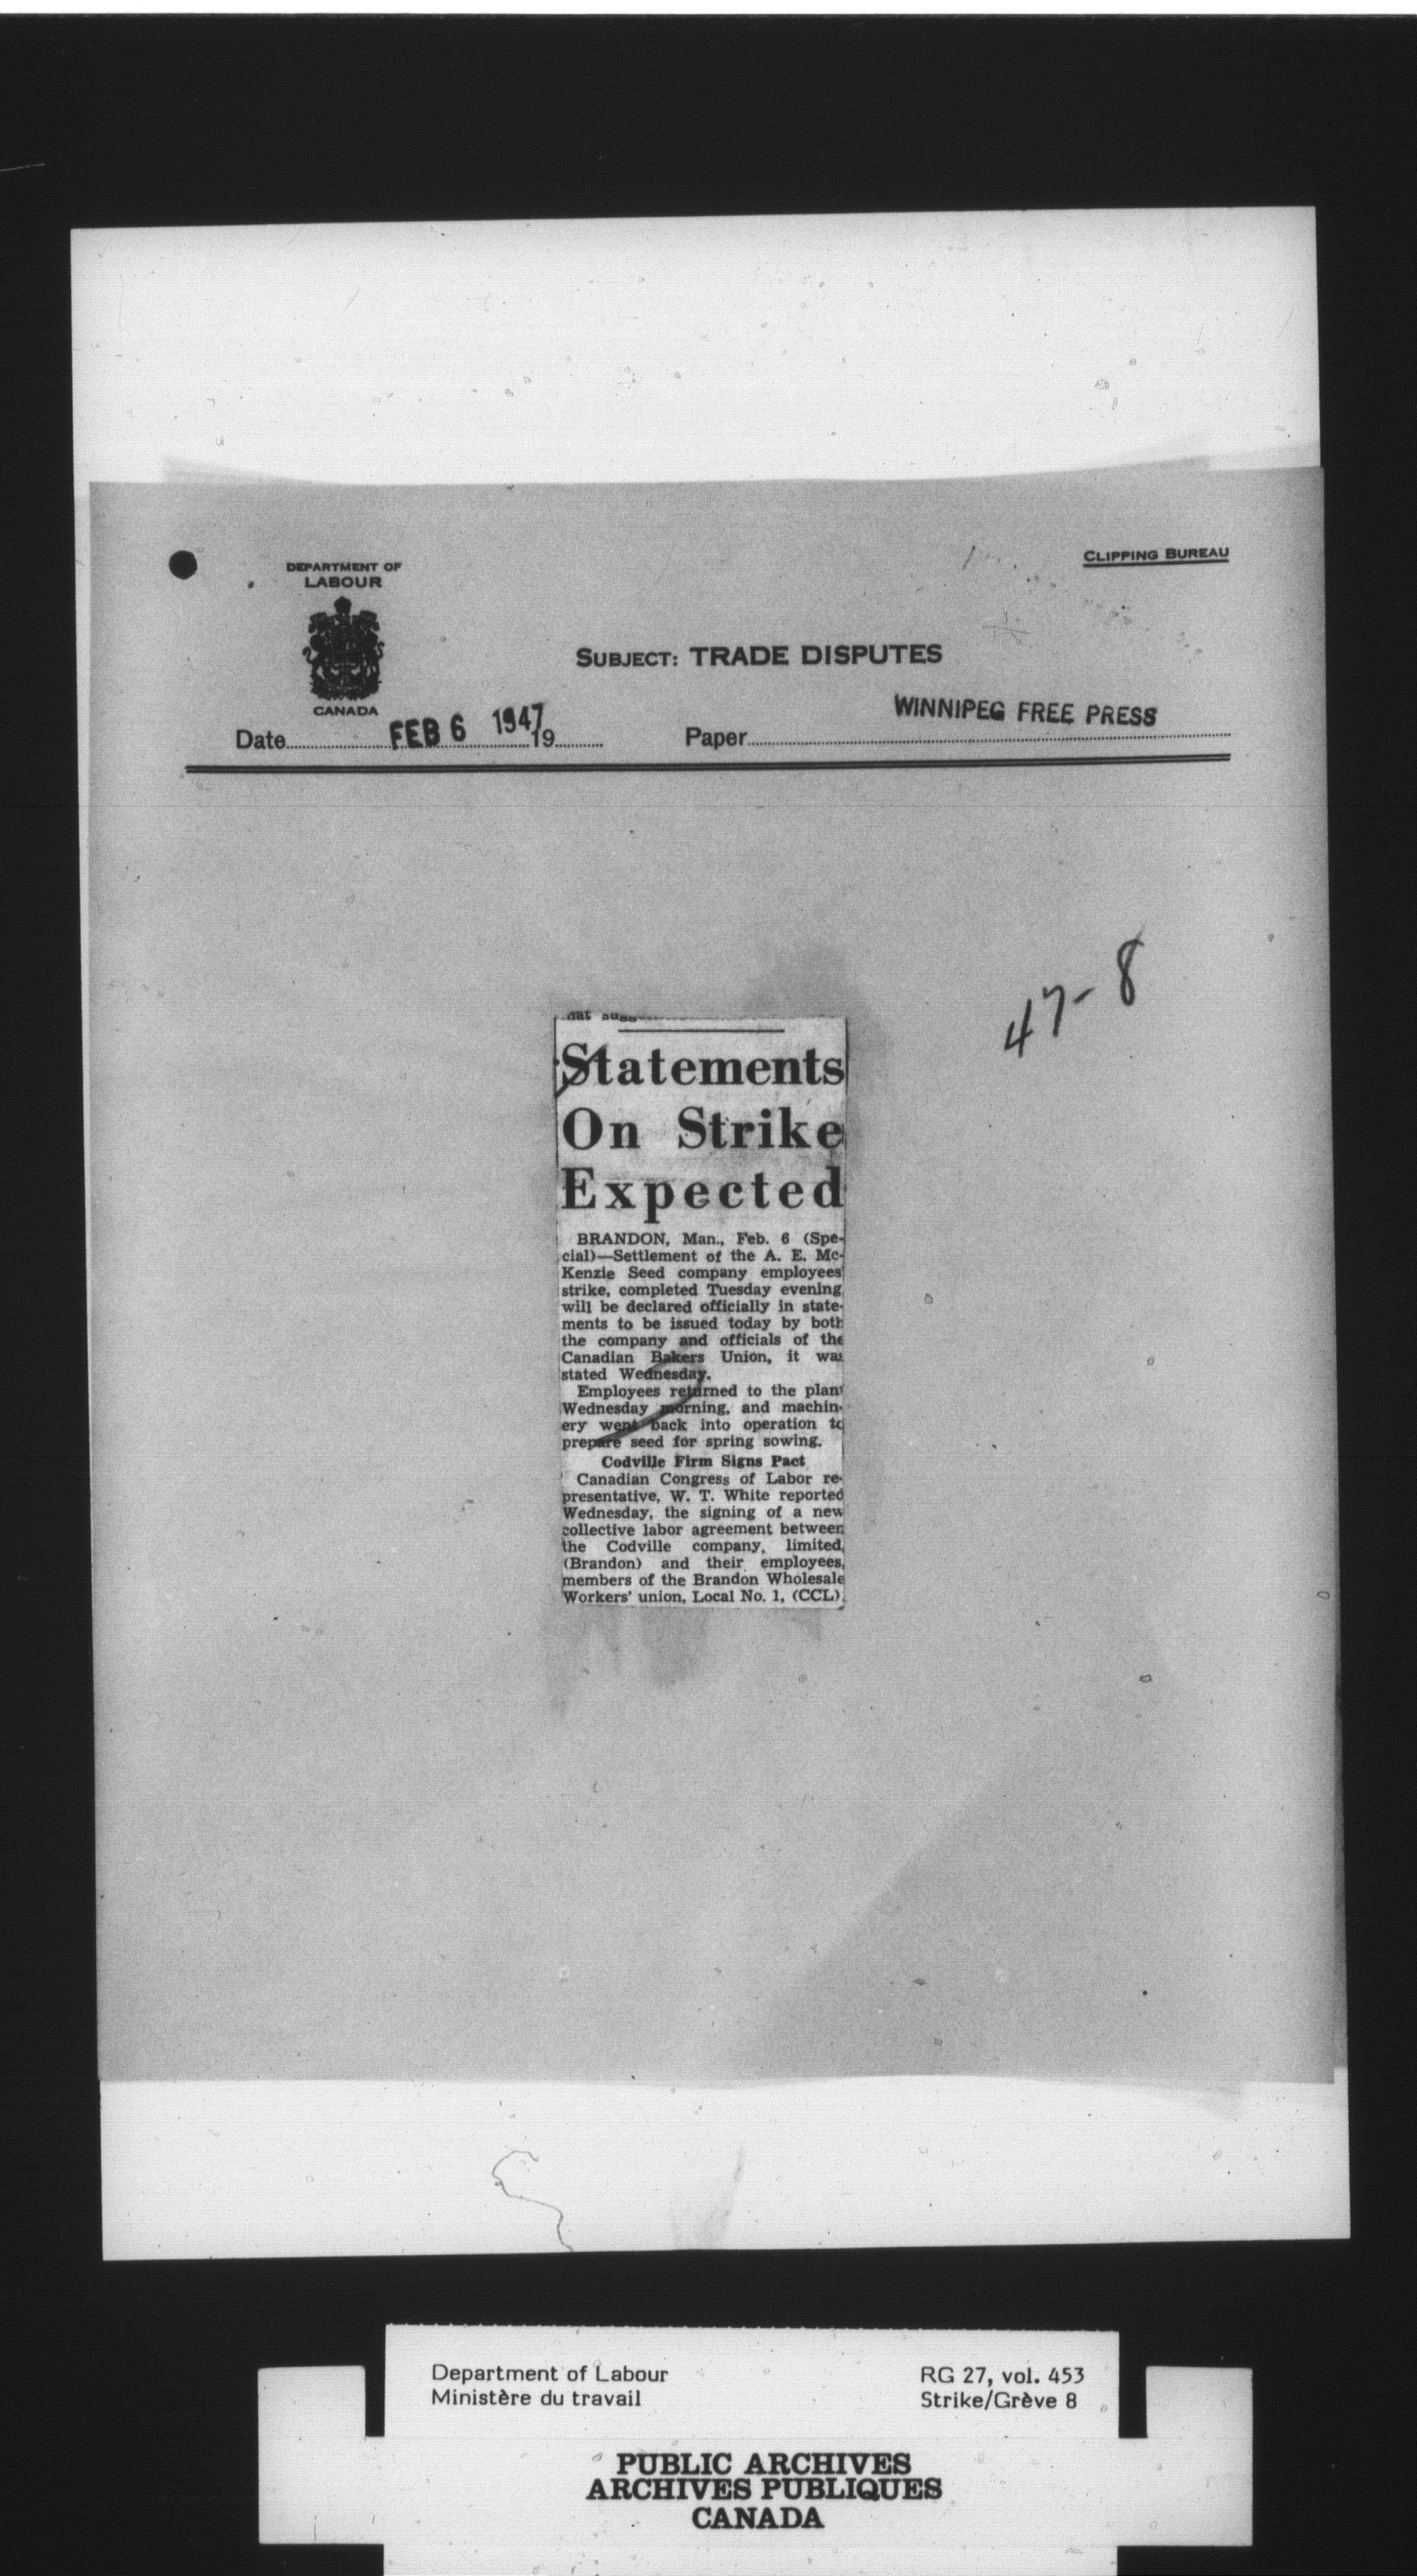 CLIPPING BUREAU
DEPARTMENT OF
LABOUR
CANADA
SUBJECT: TRADE DISPUTES
Date FEB 6 1947 19
Paper WINNIPEG FREE PRESS
47-8
Statements
On Strike
Expected
BRANDON, Man., Feb. 6 (Spe-
cial)—Settlement of the A. E. Mc-
Kenzie Seed company employees'
strike, completed Tuesday evening,
will be declared officially in state-
ments to be issued today by both
the company and officials of the
Canadian Bakers Union, it was
stated Wednesday.
Employees returned to the plant
Wednesday morning, and machin-
ery went back into operation to
prepare seed for spring sowing.
Codville Firm Signs Pact
Canadian Congress of Labor re-
presentative, W. T. White reported
Wednesday, the signing of a new
collective labor agreement between
the Codville company, limited,
(Brandon) and their employees,
members of the Brandon Wholesale
Workers' union, Local No. 1, (CCL).
Department of Labour
Ministère du travail
RG 27, vol. 453
Strike/Grève 8
PUBLIC ARCHIVES
ARCHIVES PUBLIQUES
CANADA